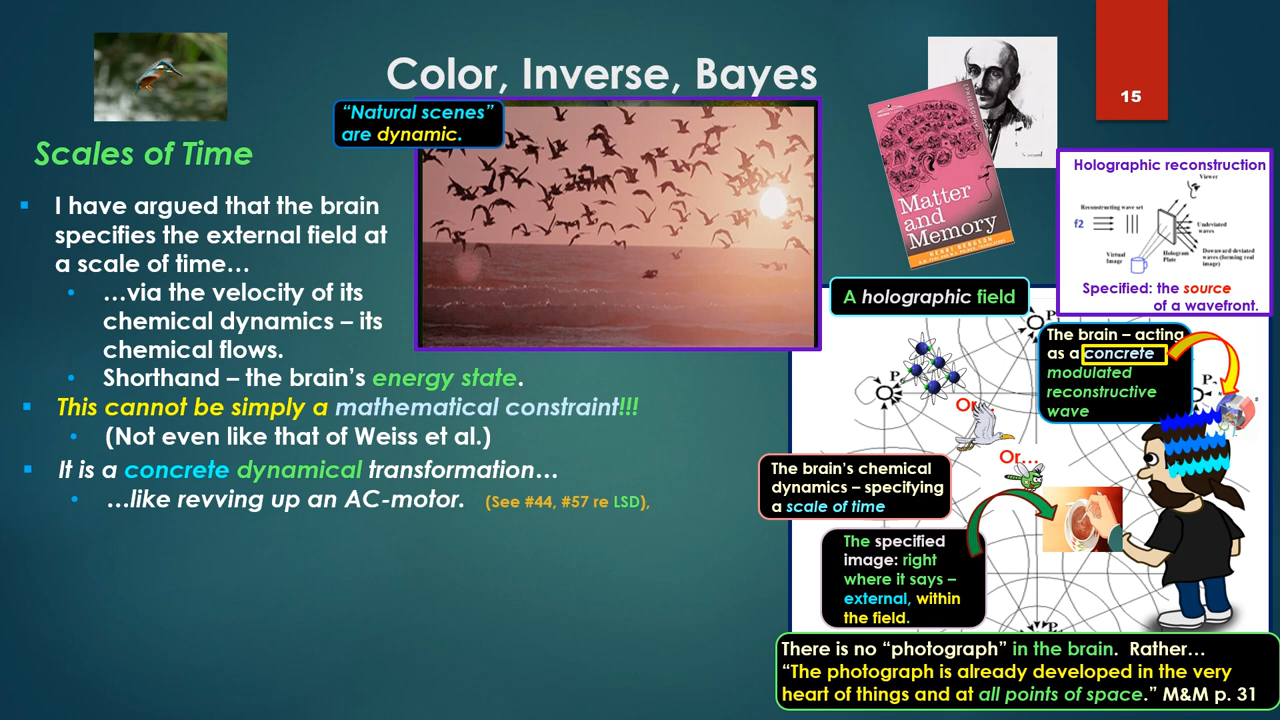 Color, Inverse, Bayes
15
"Natural scenes"
are dynamic.
Scales of Time
I have argued that the brain
specifies the external field at
a scale of time…
…via the velocity of its
chemical dynamics – its
chemical flows.
Shorthand – the brain's energy state.
This cannot be simply a mathematical constraint!!!
(Not even like that of Weiss et al.)
It is a concrete dynamical transformation…
…like revving up an AC-motor. (See #44, #57 re LSD),
Matter
and
Memory
Holographic reconstruction
Viewer
Reconstructing wave set
f2
Undeviated
waves
Virtual
Image
Hologram
Plate
Downward deviated
waves (forming real
image)
Specified: the source
of a wavefront.
A holographic field
P
P
P
P
The brain – acting
as a concrete
modulated
reconstructive
wave
Or…
Or…
The brain's chemical
dynamics – specifying
a scale of time
The specified
image: right
where it says –
external, within
the field.
There is no "photograph" in the brain. Rather…
"The photograph is already developed in the very
heart of things and at all points of space." M&M p. 31